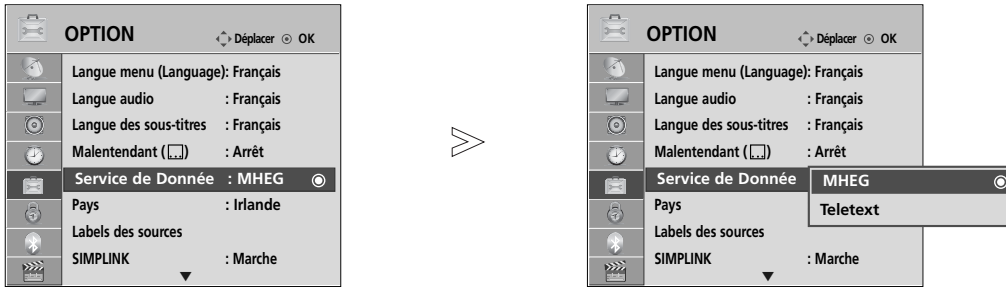 OPTION
Déplacer OK
Langue menu (Language): Français
Langue audio : Français
Langue des sous-titres : Français
Malentendant ( ... ) : Arrêt
Service de Donnée : MHEG
Pays : Irlande
Labels des sources
SIMPLINK : Marche
OPTION
Déplacer OK
Langue menu (Language): Français
Langue audio : Français
Langue des sous-titres : Français
Malentendant ( ... ) : Arrêt
Service de Donnée
MHEG
Pays
Teletext
Labels des sources
SIMPLINK : Marche